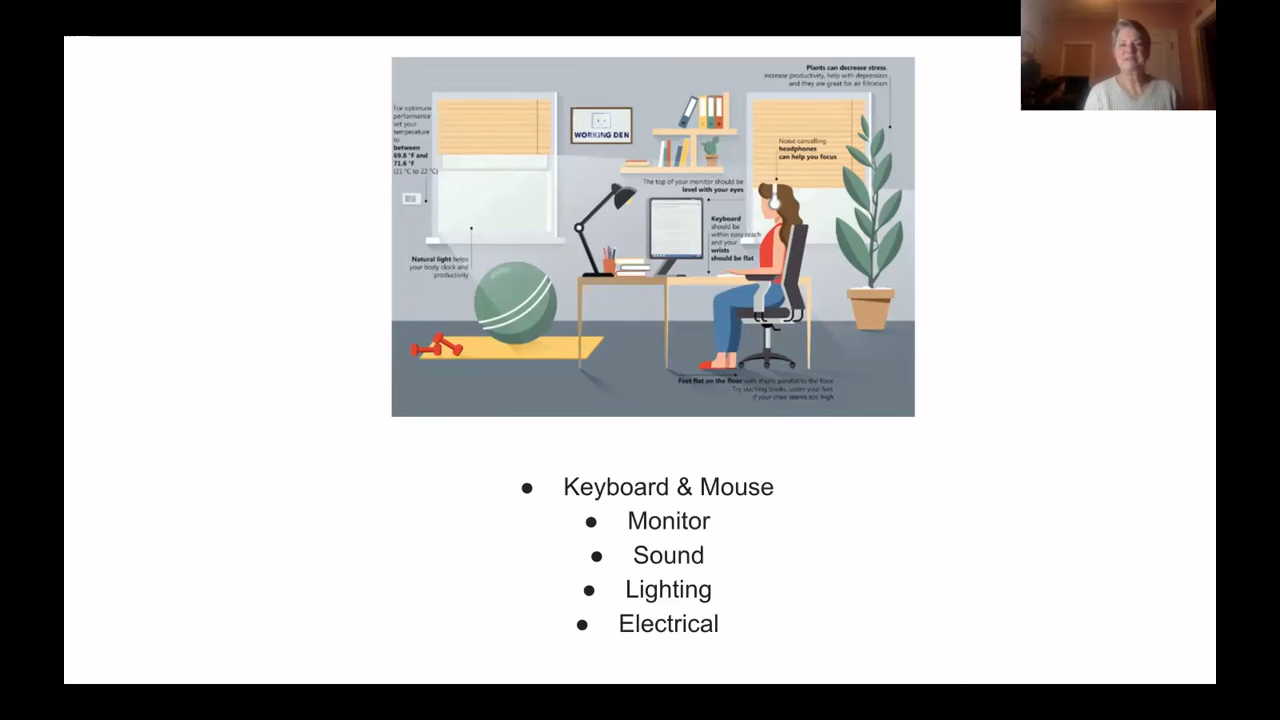 Plants can decrease stress,
increase productivity, help with depression
and they are great for air filtration
For optimum
performance
set your
temperature
to
between
69.8 °F and
71.6 °F
(21 °C to 22 °C)
WORKING DEN
Noise cancelling
headphones
can help you focus
The top of your monitor should be
level with your eyes
Keyboard
should be
within easy reach
and your
wrists
should be flat
Natural light helps
your body clock and
productivity
Feet flat on the floor with thighs parallel to the floor
Try stacking books under your feet
if your chair seems too high
● Keyboard & Mouse
● Monitor
● Sound
● Lighting
● Electrical